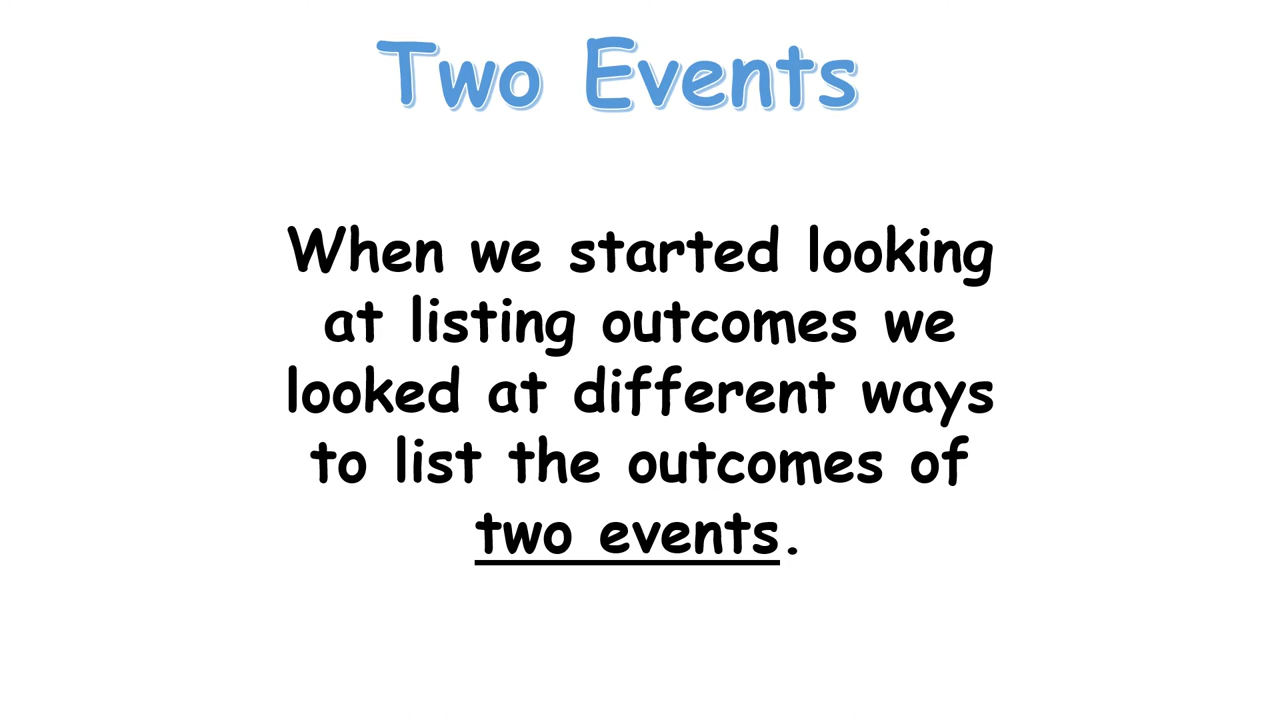 Two Events
When we started looking
at listing outcomes we
looked at different ways
to list the outcomes of
two events.